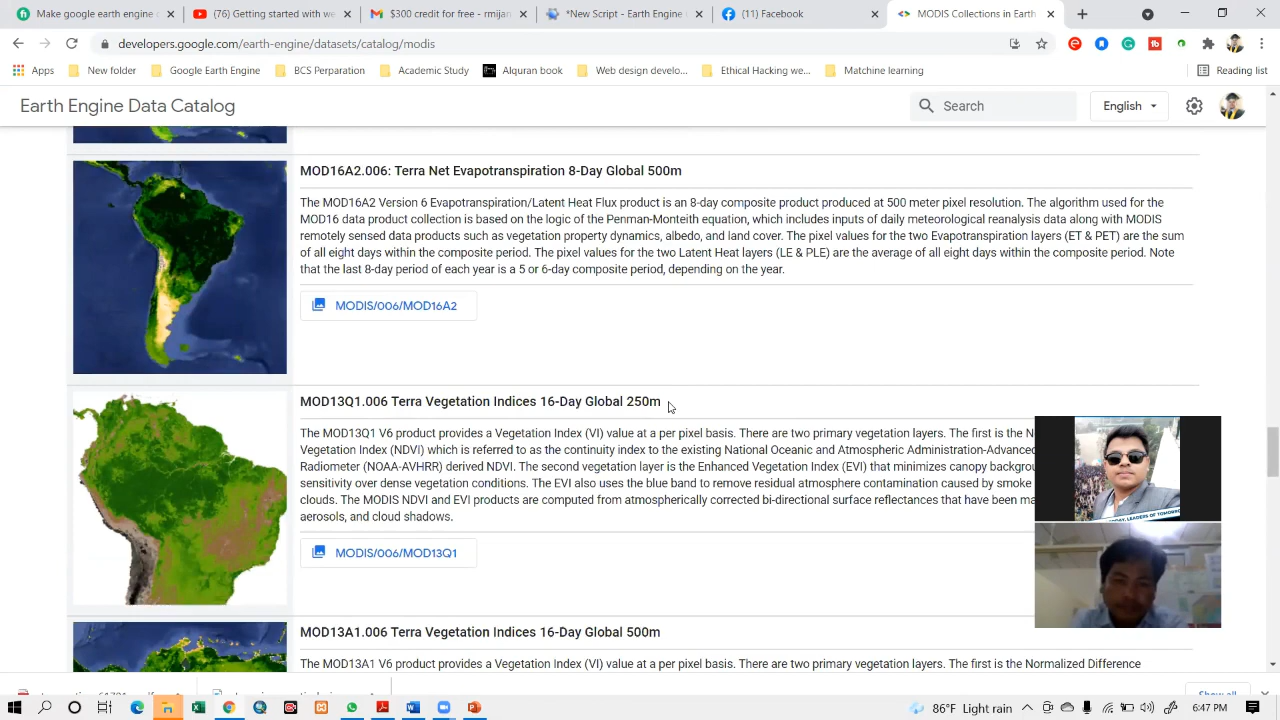 Make google earth engine c
(76) Getting started with we
$300 credit for free - rmijan
*New Script - Earth Engine
(11) Facebook
MODIS Collections in Earth
developers.google.com/earth-engine/datasets/catalog/modis
Apps
New folder
Google Earth Engine
BCS Perparation
Academic Study
Alquran book
Web design develo...
Ethical Hacking we...
Matchine learning
Reading list
Earth Engine Data Catalog
Search
English
MOD16A2.006: Terra Net Evapotranspiration 8-Day Global 500m
The MOD16A2 Version 6 Evapotranspiration/Latent Heat Flux product is an 8-day composite product produced at 500 meter pixel resolution. The algorithm used for the
MOD16 data product collection is based on the logic of the Penman-Monteith equation, which includes inputs of daily meteorological reanalysis data along with MODIS
remotely sensed data products such as vegetation property dynamics, albedo, and land cover. The pixel values for the two Evapotranspiration layers (ET & PET) are the sum
of all eight days within the composite period. The pixel values for the two Latent Heat layers (LE & PLE) are the average of all eight days within the composite period. Note
that the last 8-day period of each year is a 5 or 6-day composite period, depending on the year.
MODIS/006/MOD16A2
MOD13Q1.006 Terra Vegetation Indices 16-Day Global 250m
The MOD13Q1 V6 product provides a Vegetation Index (VI) value at a per pixel basis. There are two primary vegetation layers. The first is the N
Vegetation Index (NDVI) which is referred to as the continuity index to the existing National Oceanic and Atmospheric Administration-Advanced
Radiometer (NOAA-AVHRR) derived NDVI. The second vegetation layer is the Enhanced Vegetation Index (EVI) that minimizes canopy backgrou
sensitivity over dense vegetation conditions. The EVI also uses the blue band to remove residual atmosphere contamination caused by smoke
clouds. The MODIS NDVI and EVI products are computed from atmospherically corrected bi-directional surface reflectances that have been ma
aerosols, and cloud shadows.
MODIS/006/MOD13Q1
TODAY, LEADERS OF TOMORRO
MOD13A1.006 Terra Vegetation Indices 16-Day Global 500m
The MOD13A1 V6 product provides a Vegetation Index (VI) value at a per pixel basis. There are two primary vegetation layers. The first is the Normalized Difference
Show all
86°F Light rain
6:47 PM